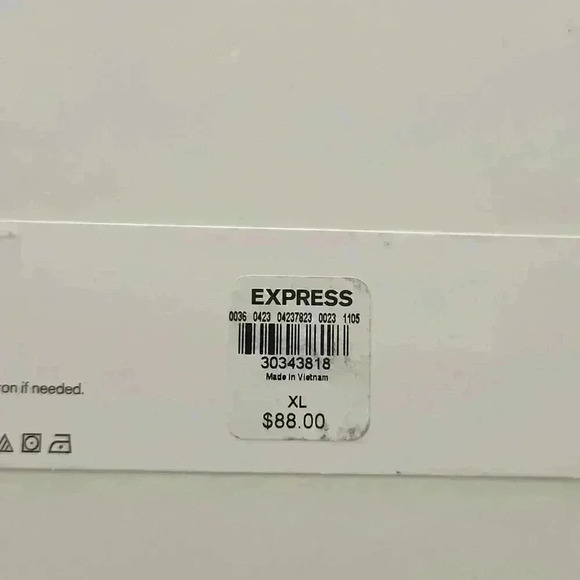 EXPRESS
0036 0423 04237823 0023 1105
30343818
Made in Vietnam
XL
$88.00
ron if needed.